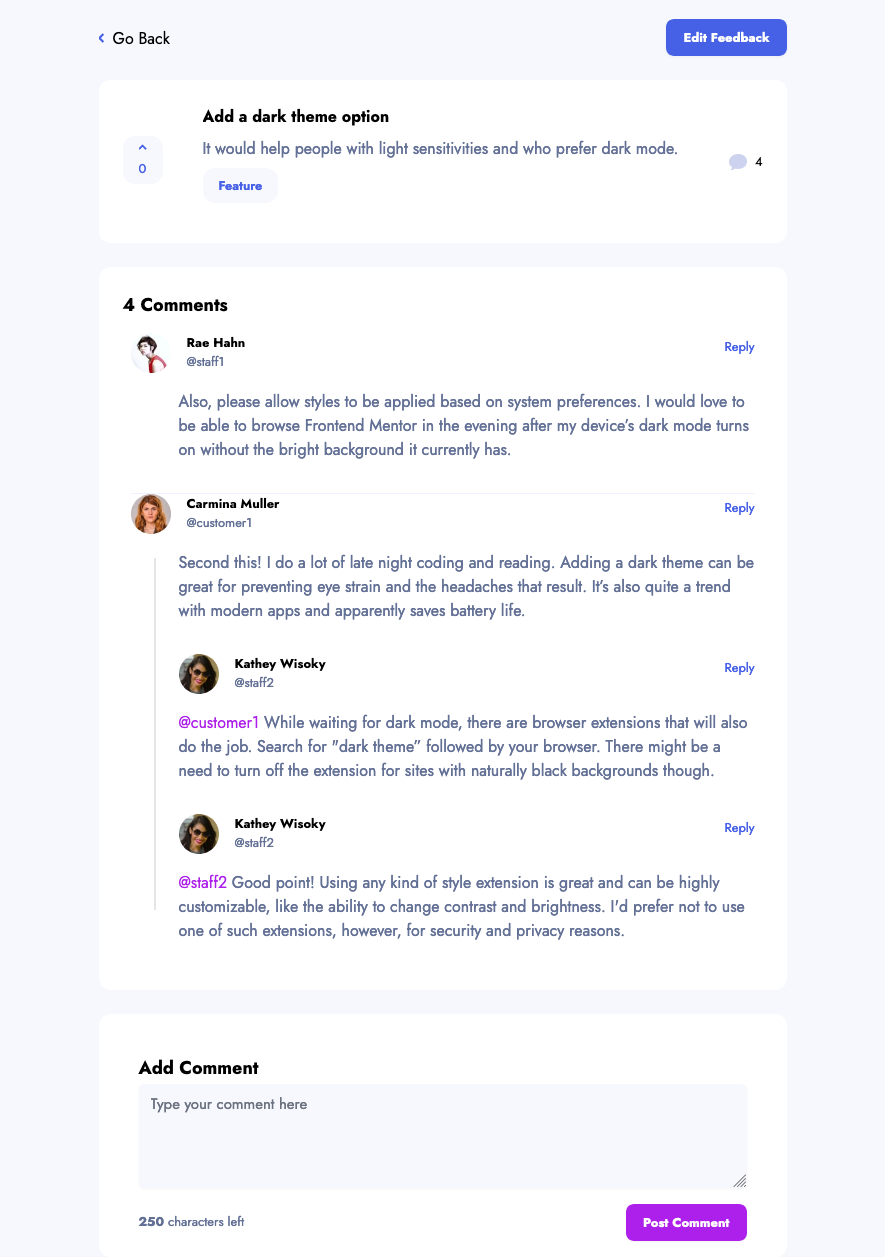 Go Back
Edit Feedback
Add a dark theme option
It would help people with light sensitivities and who prefer dark mode.
0
4
Feature
4 Comments
Rae Hahn
Reply
@staff1
Also, please allow styles to be applied based on system preferences. I would love to
be able to browse Frontend Mentor in the evening after my device’s dark mode turns
on without the bright background it currently has.
Carmina Muller
Reply
@customer1
Second this! I do a lot of late night coding and reading. Adding a dark theme can be
great for preventing eye strain and the headaches that result. It’s also quite a trend
with modern apps and apparently saves battery life.
Kathey Wisoky
Reply
@staff2
@customer1 While waiting for dark mode, there are browser extensions that will also
do the job. Search for "dark theme” followed by your browser. There might be a
need to turn off the extension for sites with naturally black backgrounds though.
Kathey Wisoky
Reply
@staff2
@staff2 Good point! Using any kind of style extension is great and can be highly
customizable, like the ability to change contrast and brightness. I'd prefer not to use
one of such extensions, however, for security and privacy reasons.
Add Comment
Type your comment here
250 characters left
Post Comment